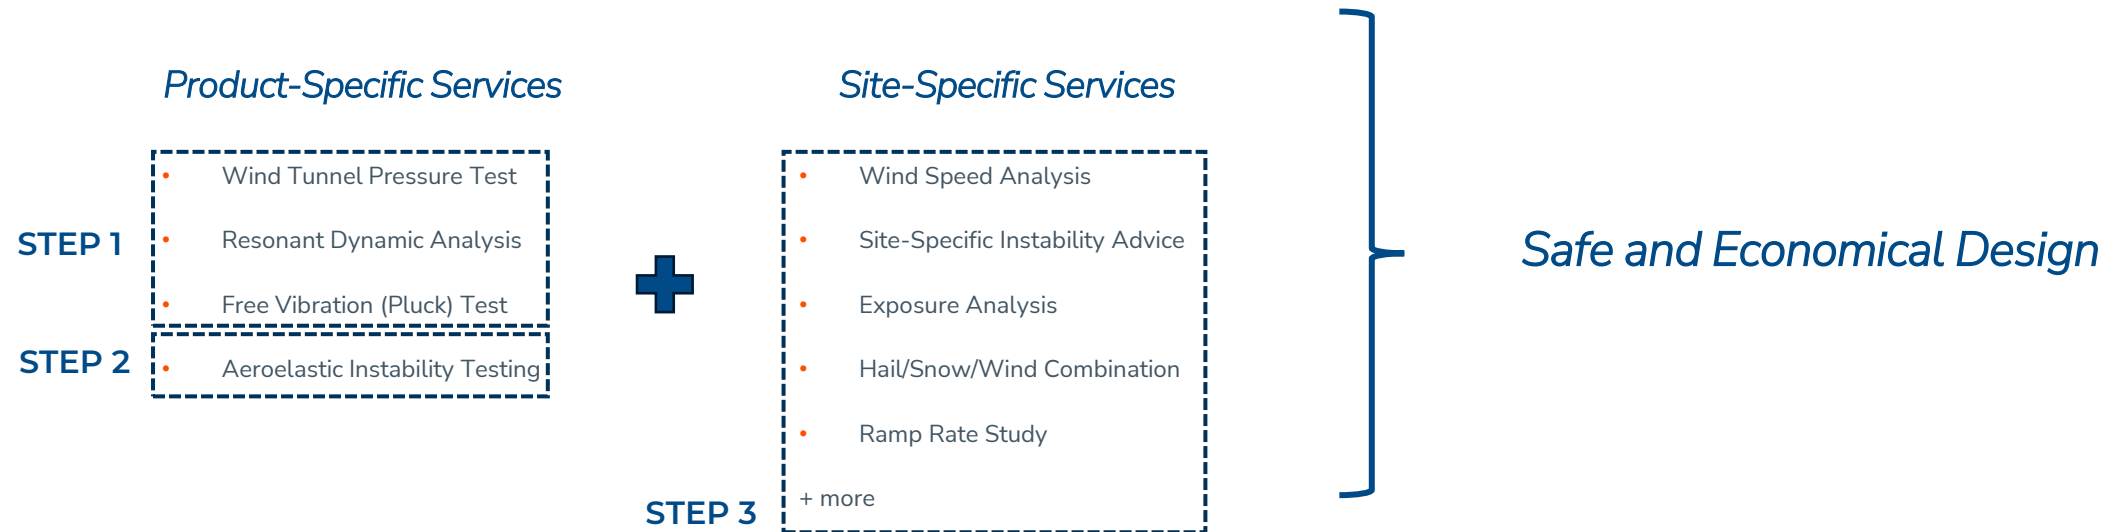 Product-Specific Services
STEP 1
• Wind Tunnel Pressure Test
• Resonant Dynamic Analysis
• Free Vibration (Pluck) Test
STEP 2
• Aeroelastic Instability Testing
Site-Specific Services
• Wind Speed Analysis
• Site-Specific Instability Advice
• Exposure Analysis
• Hail/Snow/Wind Combination
• Ramp Rate Study
+ more
STEP 3
Safe and Economical Design